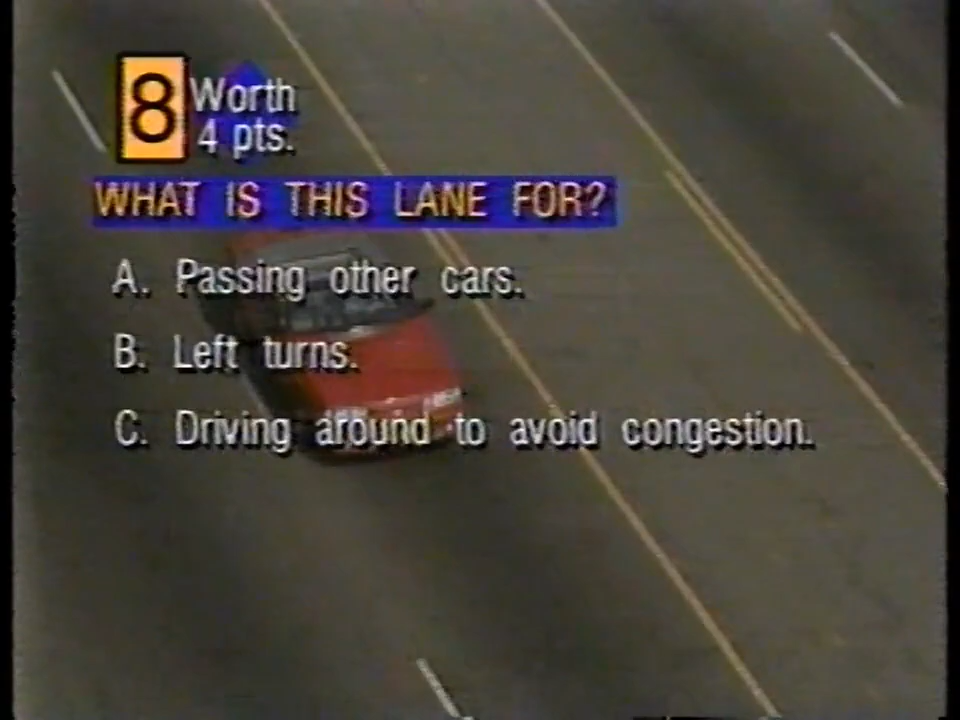 8
Worth
4 pts.
WHAT IS THIS LANE FOR?
A. Passing other cars.
B. Left turns.
C. Driving around to avoid congestion.